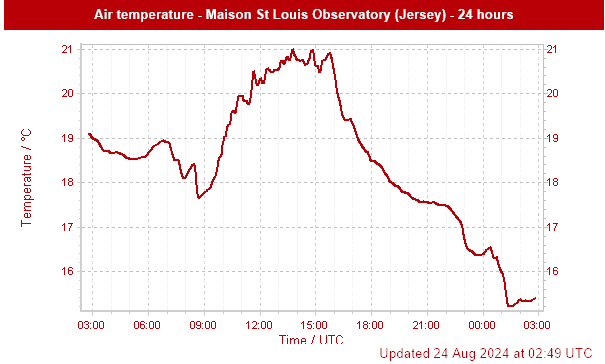 Air temperature - Maison St Louis Observatory (Jersey) - 24 hours
21 21
20 20
19 19
18 18
17 17
16 16
Temperature / °C
03:00 06:00 09:00 12:00 15:00 18:00 21:00 00:00 03:00
Time / UTC
Updated 24 Aug 2024 at 02:49 UTC